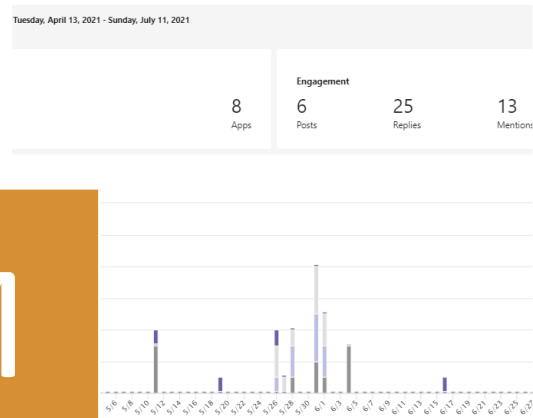 Tuesday, April 13, 2021 - Sunday, July 11, 2021
Engagement
8 6 25 13
Apps Posts Replies Mentions
5/6 5/8 5/10 5/12 5/14 5/16 5/18 5/20 5/22 5/24 5/26 5/28 5/30 6/1 6/3 6/5 6/7 6/9 6/11 6/13 6/15 6/17 6/19 6/21 6/23 6/25 6/27